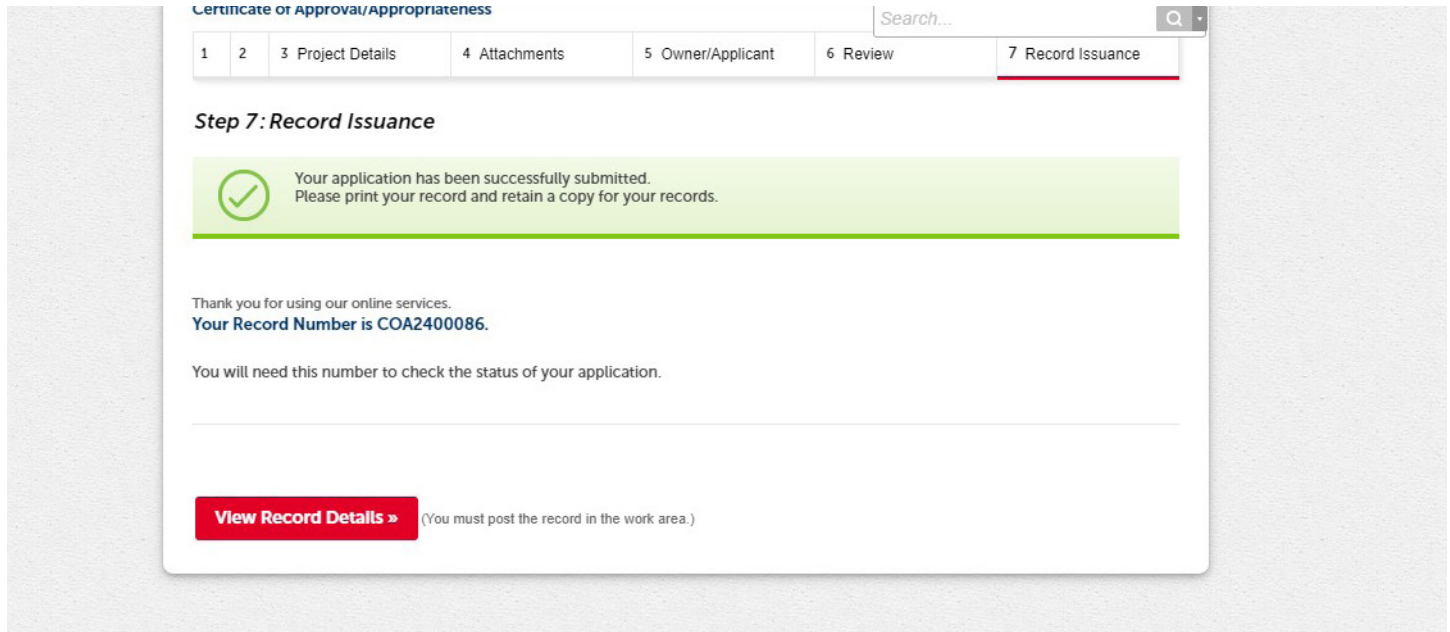 Certificate of Approval/Appropriateness
Search...
1 2 3 Project Details 4 Attachments 5 Owner/Applicant 6 Review 7 Record Issuance
Step 7: Record Issuance
Your application has been successfully submitted.
Please print your record and retain a copy for your records.
Thank you for using our online services.
Your Record Number is COA2400086.
You will need this number to check the status of your application.
View Record Details » (You must post the record in the work area.)